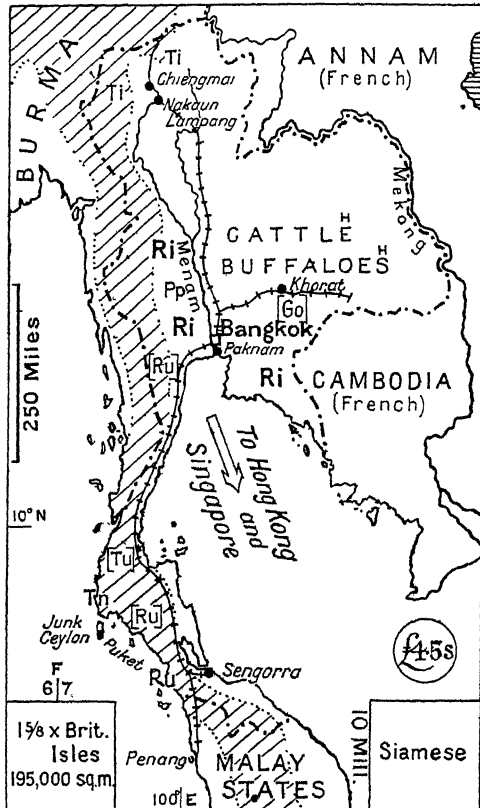 ANNAM
(French)
BURMA
Ti
Ti
Chiengmai
Nakaun
Lampang
Mekong
H
CATTLE
H
BUFFALOES
Ri
Menam
Pp
Khorat
[Go]
Ri
Bangkok
Paknam
[Ru]
Ri
CAMBODIA
(French)
250 Miles
To Hong Kong
and
Singapore
10°N
[Tu]
Tn
[Ru]
Junk
Ceylon
Puket
Ru
Sengorra
£45s
F
6|7
1⅝ x Brit.
Isles
195,000 sq.m.
Penang
MALAY
STATES
100°|E
10 Mill.
Siamese